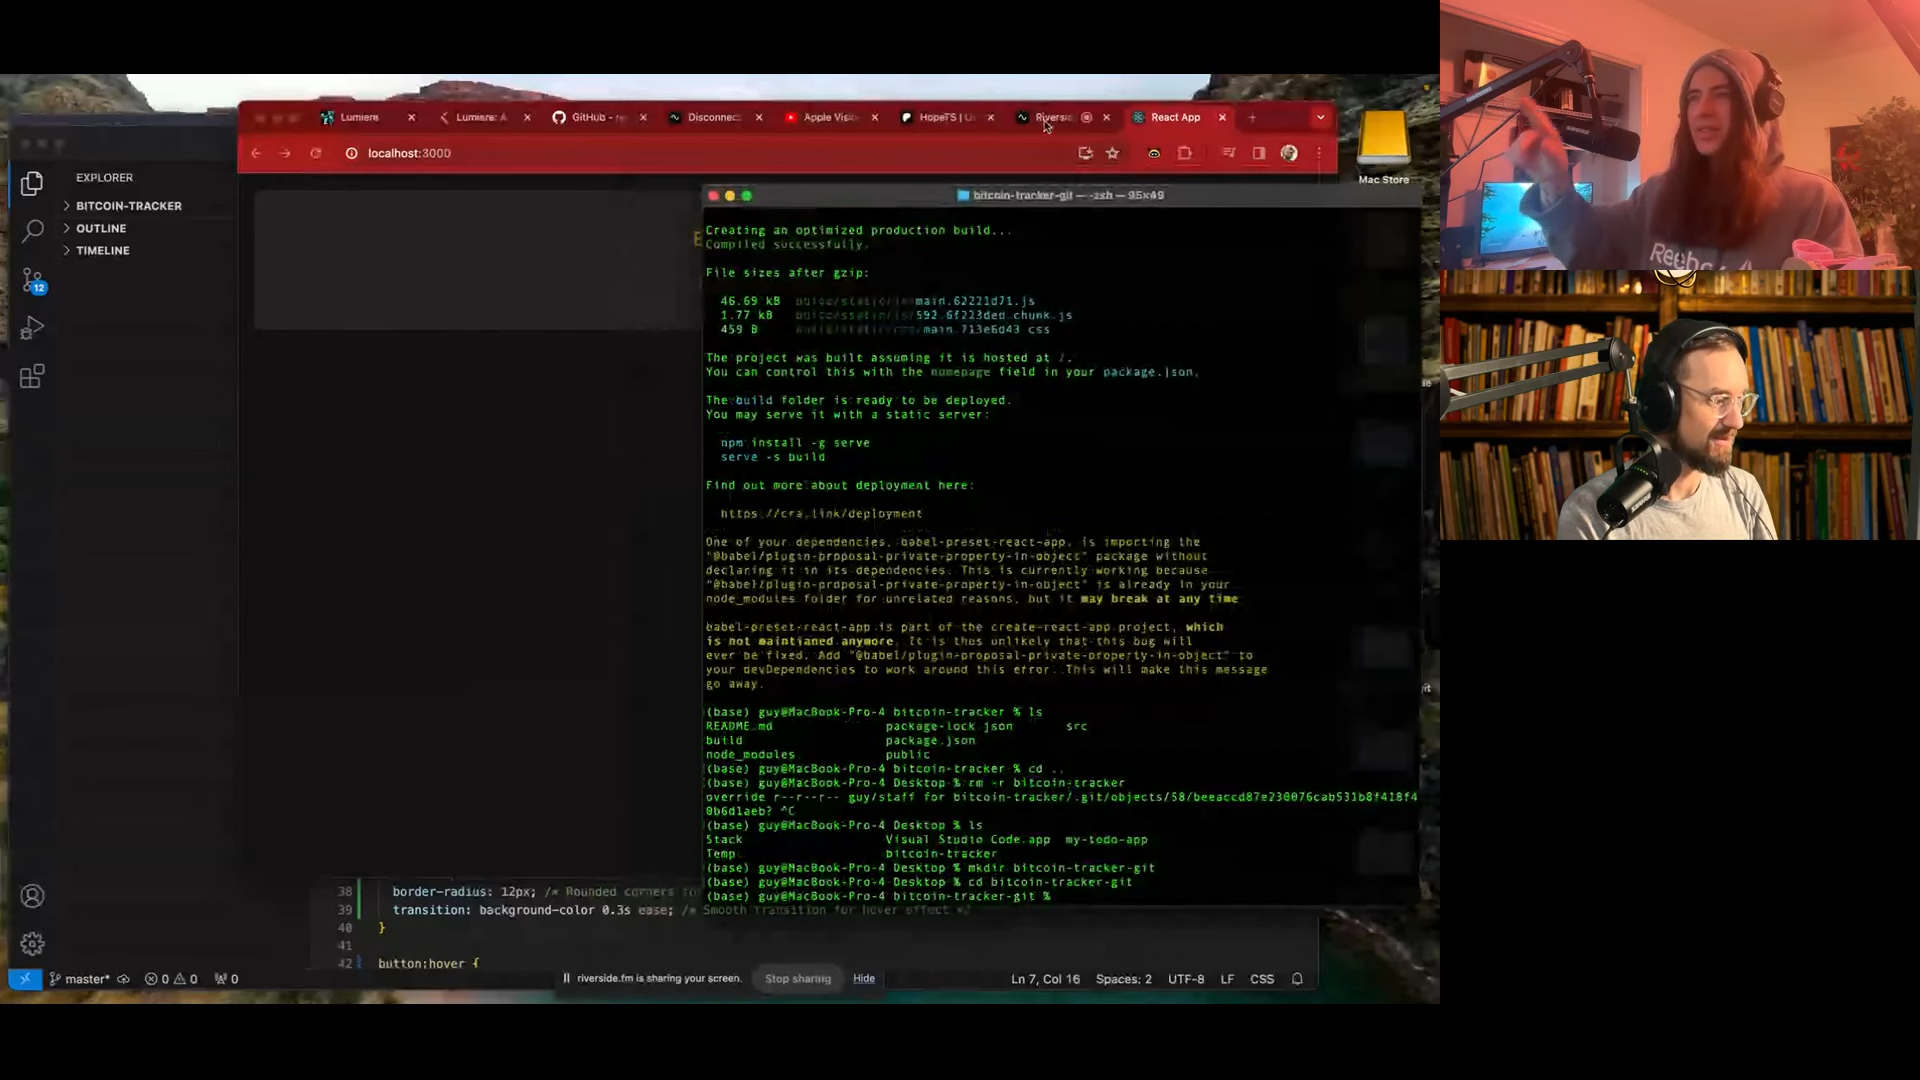 Lumiere
Lumiere: A
GitHub - re
Disconnec
Apple Visi
HopeTS | U
Riversi
React App
localhost:3000
Mac Store
EXPLORER
BITCOIN-TRACKER
OUTLINE
TIMELINE
12
bitcoin-tracker-git — -zsh — 95×49
Creating an optimized production build...
Compiled successfully.
File sizes after gzip:
46.69 kB main.62221d71.js
1.77 kB 592.6f223ded.chunk.js
459 B main.713e6d43 css
The project was built assuming it is hosted at /.
You can control this with the homepage field in your package.json.
The build folder is ready to be deployed.
You may serve it with a static server:
npm install -g serve
serve -s build
Find out more about deployment here:
https://cra.link/deployment
One of your dependencies, babel-preset-react-app, is importing the
"@babel/plugin-proposal-private-property-in-object" package without
declaring it in its dependencies. This is currently working because
"@babel/plugin-proposal-private-property-in-object" is already in your
node_modules folder for unrelated reasons, but it may break at any time
babel-preset-react-app is part of the create-react-app project, which
is not maintianed anymore. It is thus unlikely that this bug will
ever be fixed. Add "@babel/plugin-proposal-private-property-in-object" to
your devDependencies to work around this error. This will make this message
go away.
(base) guy@MacBook-Pro-4 bitcoin-tracker % ls
README.md package-lock.json src
build package.json
node_modules public
(base) guy@MacBook-Pro-4 bitcoin-tracker % cd ..
(base) guy@MacBook-Pro-4 Desktop % rm -r bitcoin-tracker
override r--r--r-- guy/staff for bitcoin-tracker/.git/objects/58/beeaccd87e230076cab531b8f418f4
0b6d1aeb? ^C
(base) guy@MacBook-Pro-4 Desktop % ls
Stack Visual Studio Code.app my-todo-app
Temp bitcoin-tracker
(base) guy@MacBook-Pro-4 Desktop % mkdir bitcoin-tracker-git
(base) guy@MacBook-Pro-4 Desktop % cd bitcoin-tracker-git
(base) guy@MacBook-Pro-4 bitcoin-tracker-git %
38 border-radius: 12px; /* Rounded corners fo
39 transition: background-color 0.3s ease; /* Smooth transition for hover effect */
40 }
41
42 button:hover {
master* 0 0 0
riverside.fm is sharing your screen. Stop sharing Hide
Ln 7, Col 16 Spaces: 2 UTF-8 LF CSS